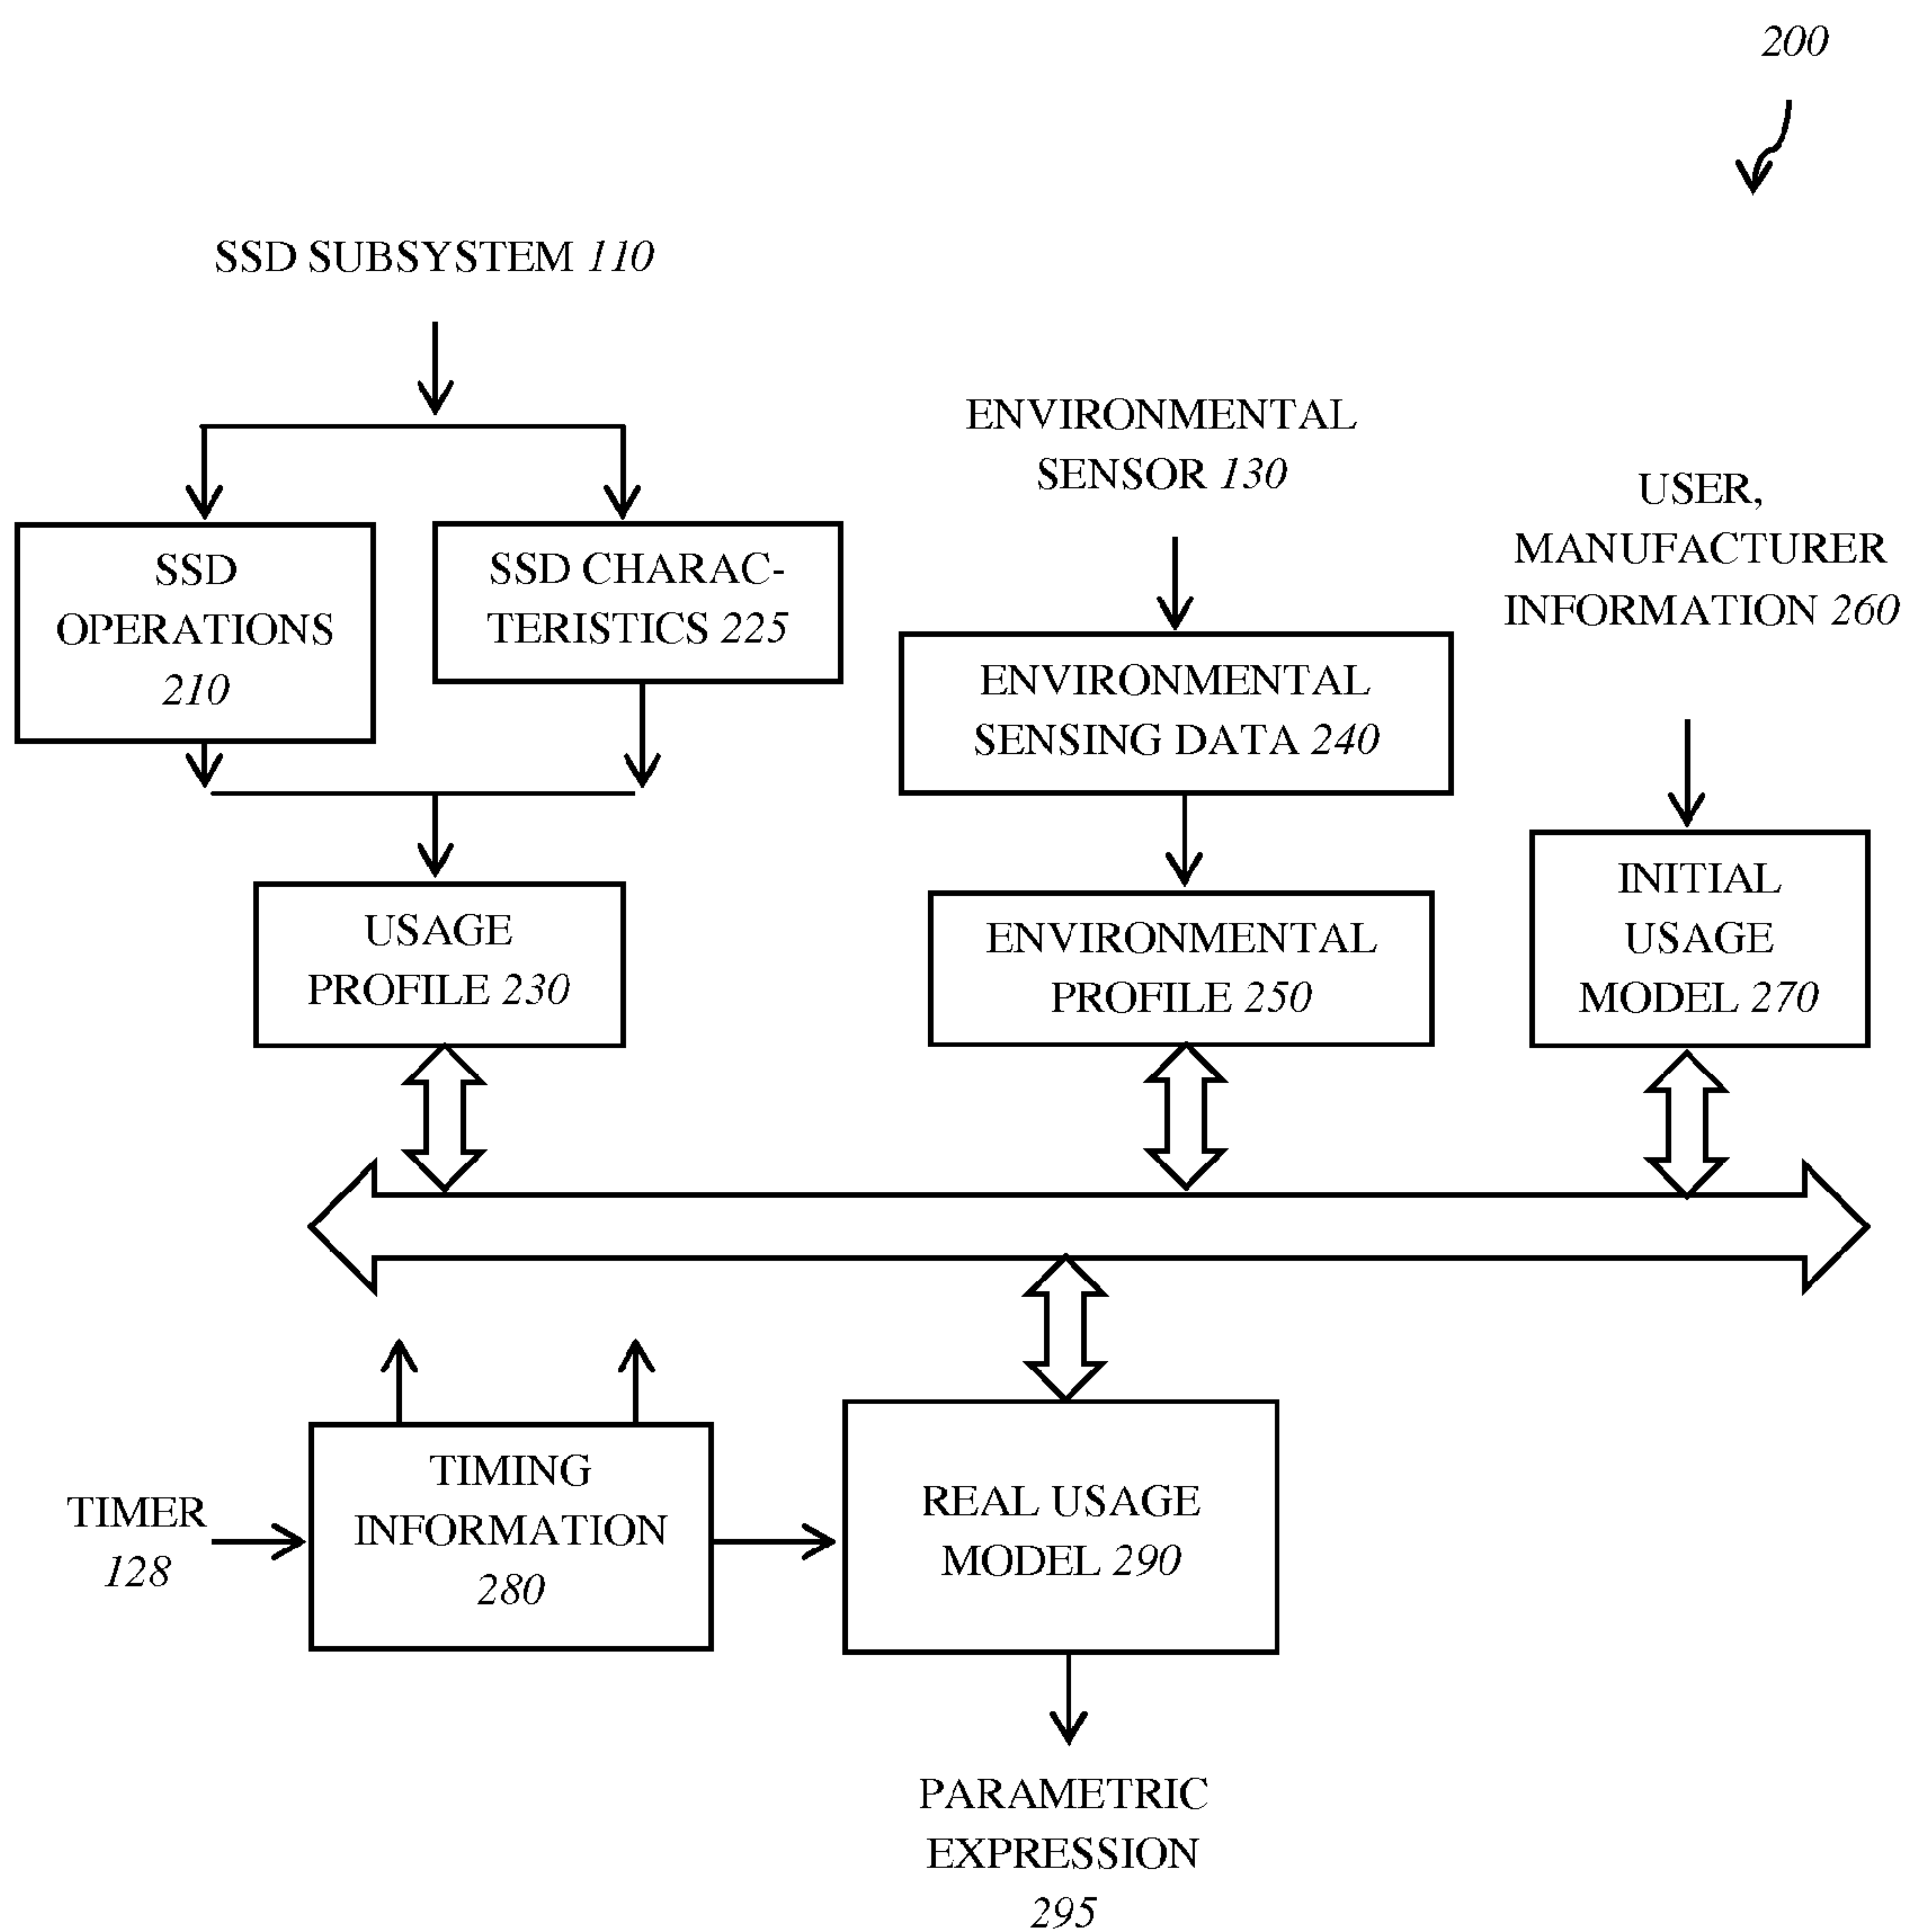 200
SSD SUBSYSTEM 110
ENVIRONMENTAL
SENSOR 130
USER,
MANUFACTURER
INFORMATION 260
SSD
OPERATIONS
210
SSD CHARAC-
TERISTICS 225
ENVIRONMENTAL
SENSING DATA 240
USAGE
PROFILE 230
ENVIRONMENTAL
PROFILE 250
INITIAL
USAGE
MODEL 270
TIMER
128
TIMING
INFORMATION
280
REAL USAGE
MODEL 290
PARAMETRIC
EXPRESSION
295